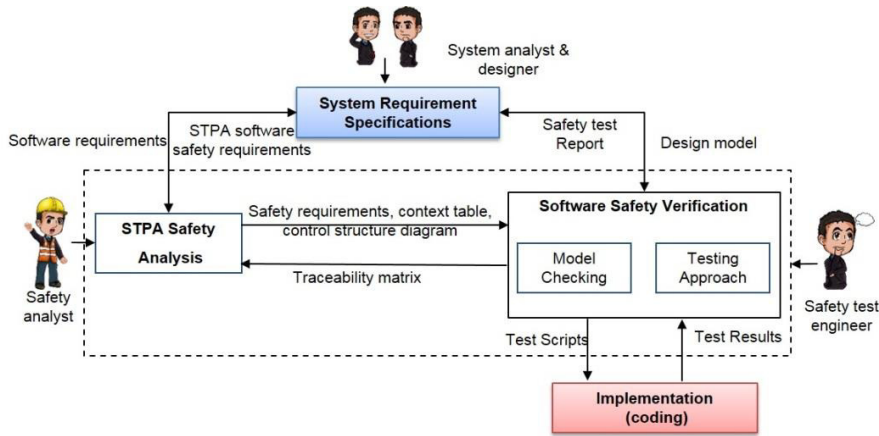 System analyst &
designer
System Requirement
Specifications
Software requirements
STPA software
safety requirements
Safety test
Report
Design model
STPA Safety
Analysis
Safety requirements, context table,
control structure diagram
Traceability matrix
Software Safety Verification
Model
Checking
Testing
Approach
Safety
analyst
Safety test
engineer
Test Scripts
Test Results
Implementation
(coding)